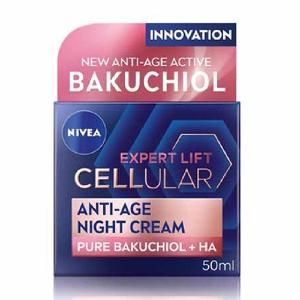 INNOVATION
NEW ANTI-AGE ACTIVE
BAKUCHIOL
NIVEA
EXPERT LIFT
CELLULAR
ANTI-AGE
NIGHT CREAM
PURE BAKUCHIOL + HA
50ml